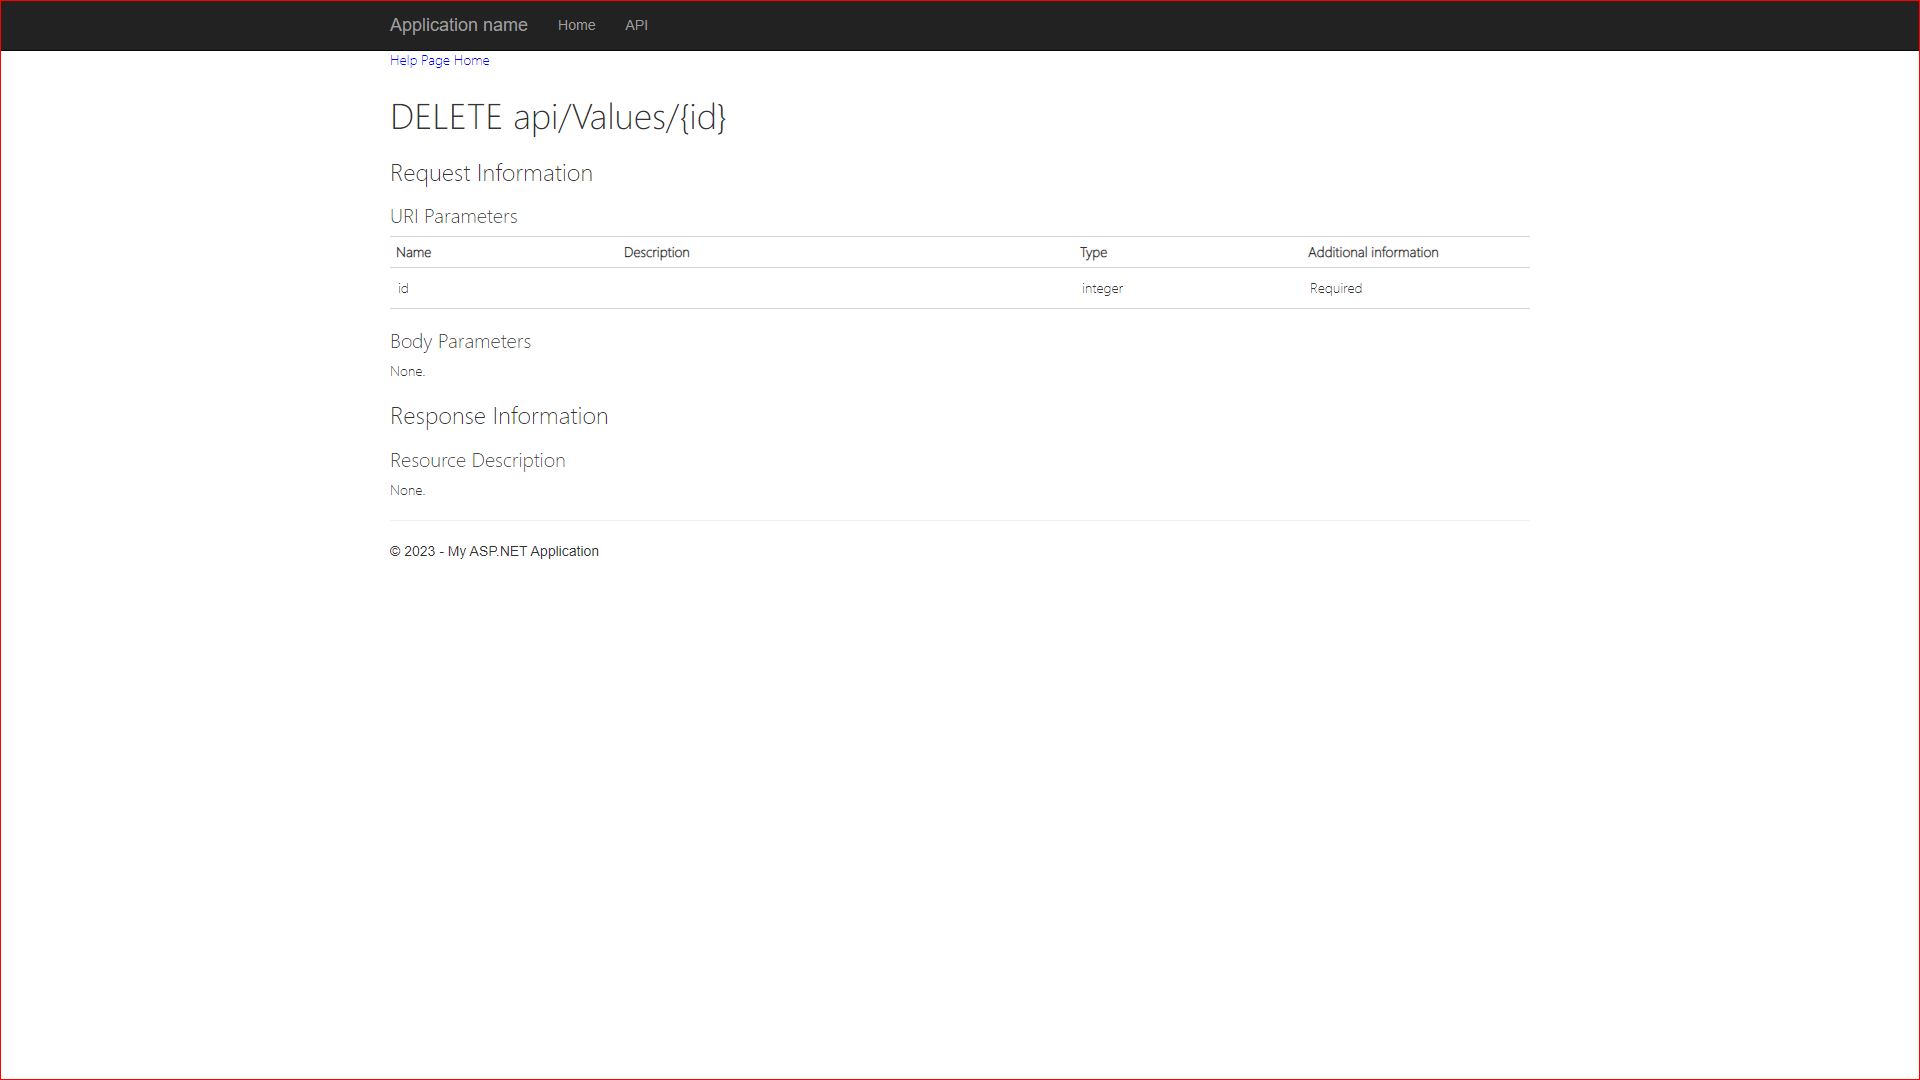 Application name Home API
Help Page Home
DELETE api/Values/{id}
Request Information
URI Parameters
Name Description Type Additional information
id integer Required
Body Parameters
None.
Response Information
Resource Description
None.
© 2023 - My ASP.NET Application